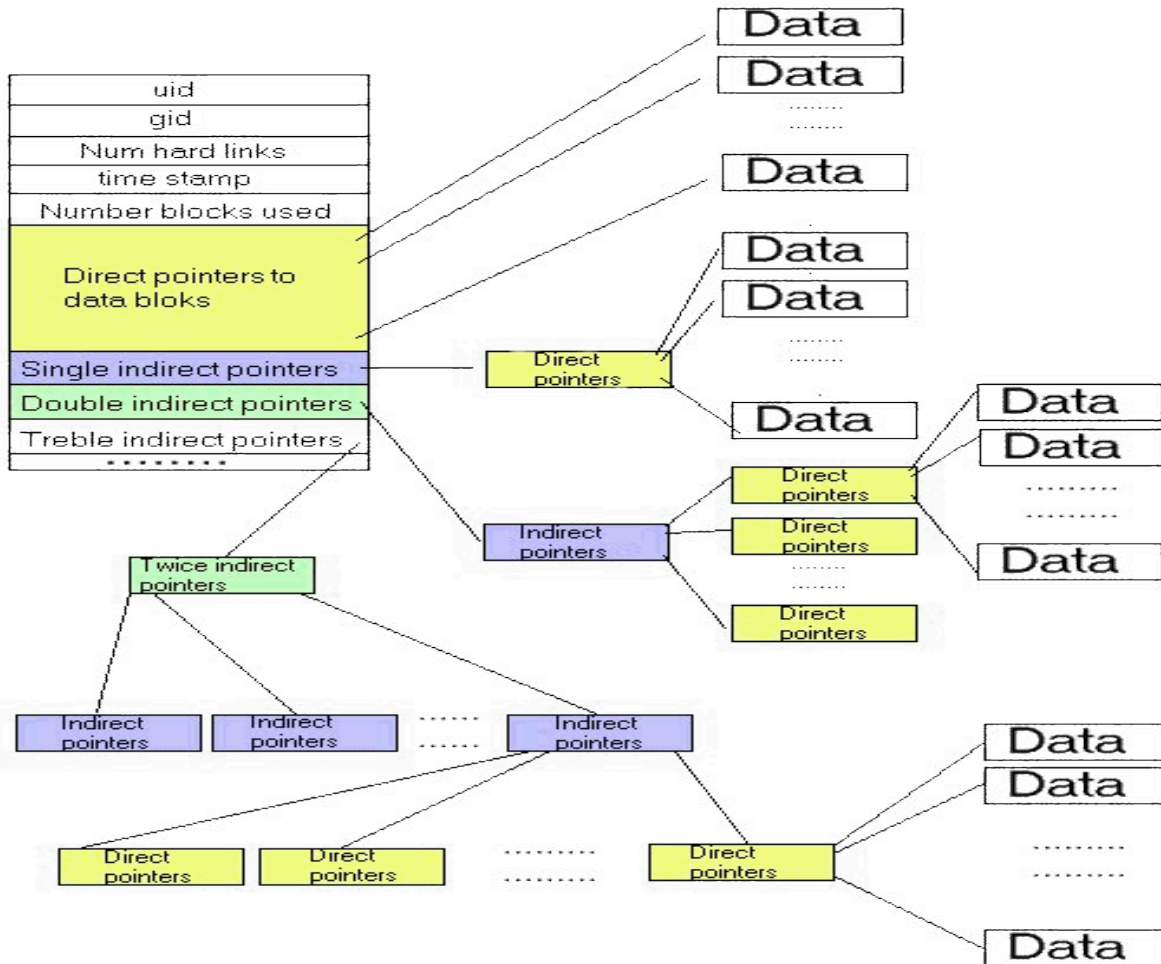 Data
Data
........
........
uid
gid
Num hard links
time stamp
Number blocks used
Data
Direct pointers to
data bloks
Data
Data
........
........
Single indirect pointers
Direct
pointers
Double indirect pointers
Data
Data
Treble indirect pointers
Data
........
Direct
pointers
.........
.........
Indirect
pointers
Direct
pointers
........
........
Data
Twice indirect
pointers
Direct
pointers
Indirect
pointers
Indirect
pointers
......
......
Indirect
pointers
Data
Data
Direct
pointers
Direct
pointers
.........
.........
Direct
pointers
.........
.........
Data